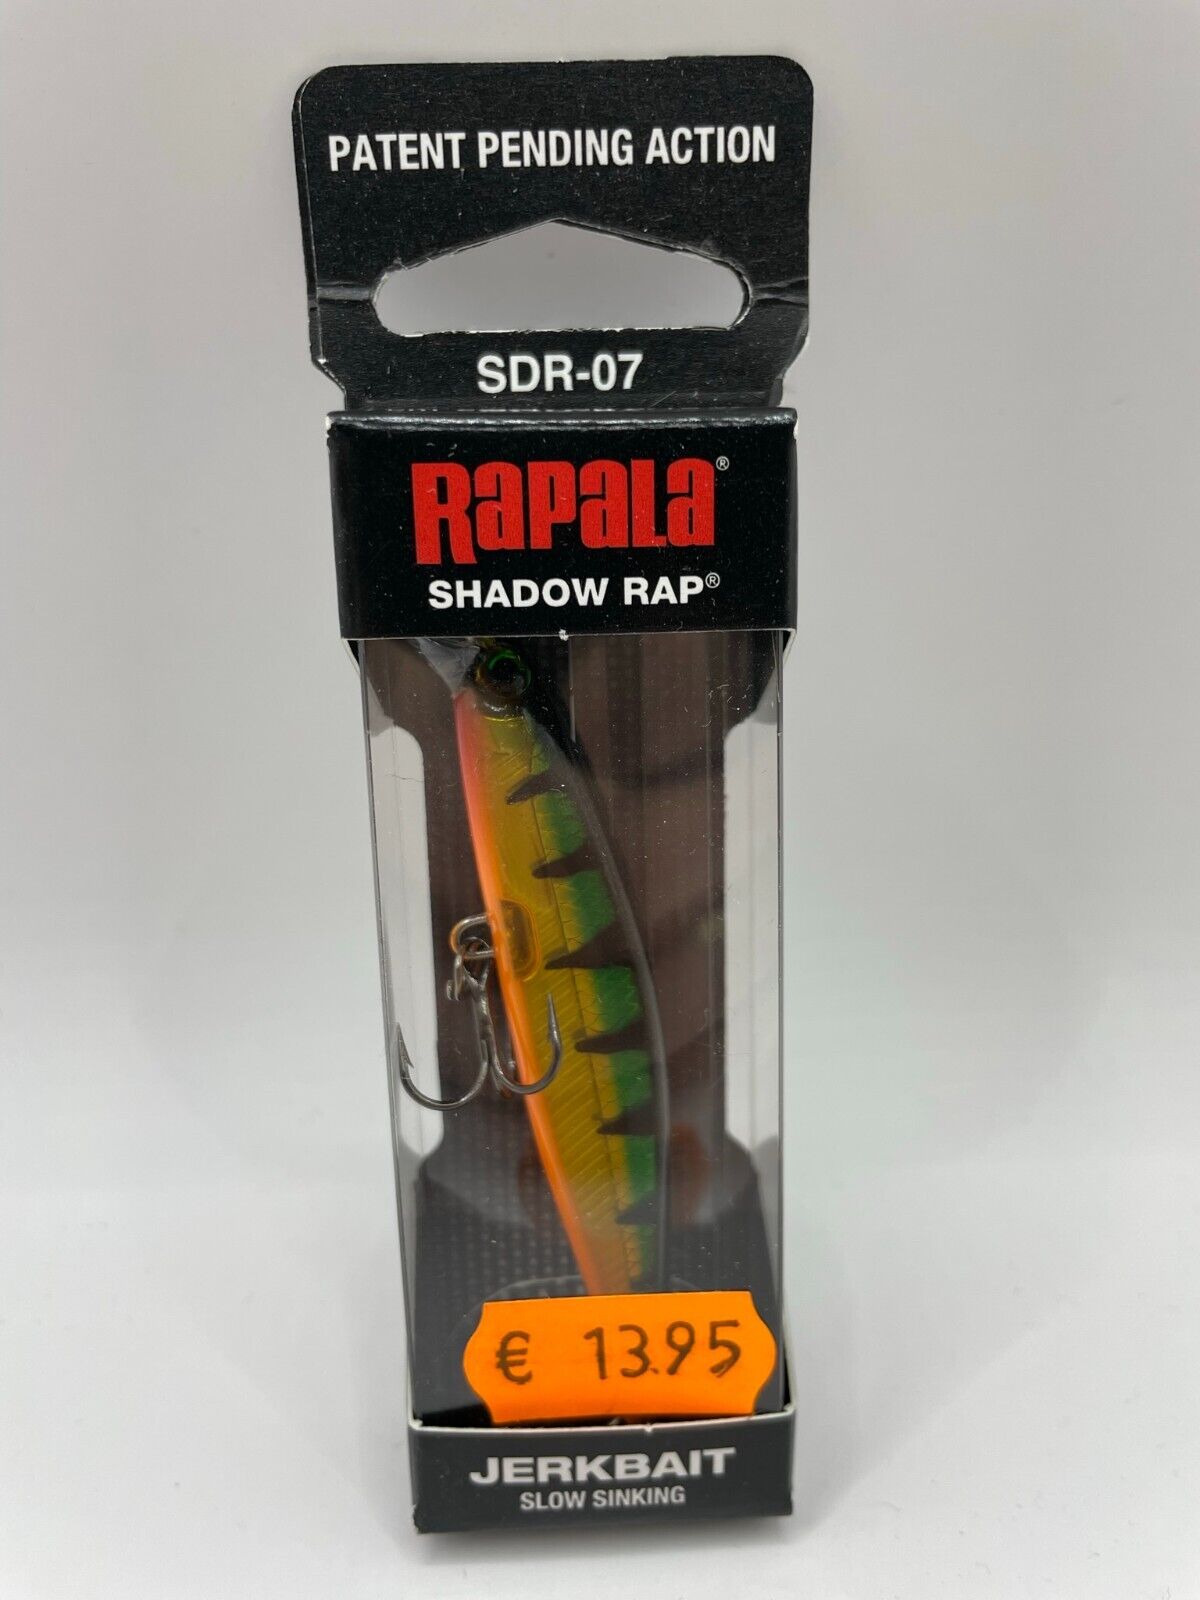 PATENT PENDING ACTION
SDR-07
RAPALA®
SHADOW RAP®
€ 13.95
JERKBAIT
SLOW SINKING